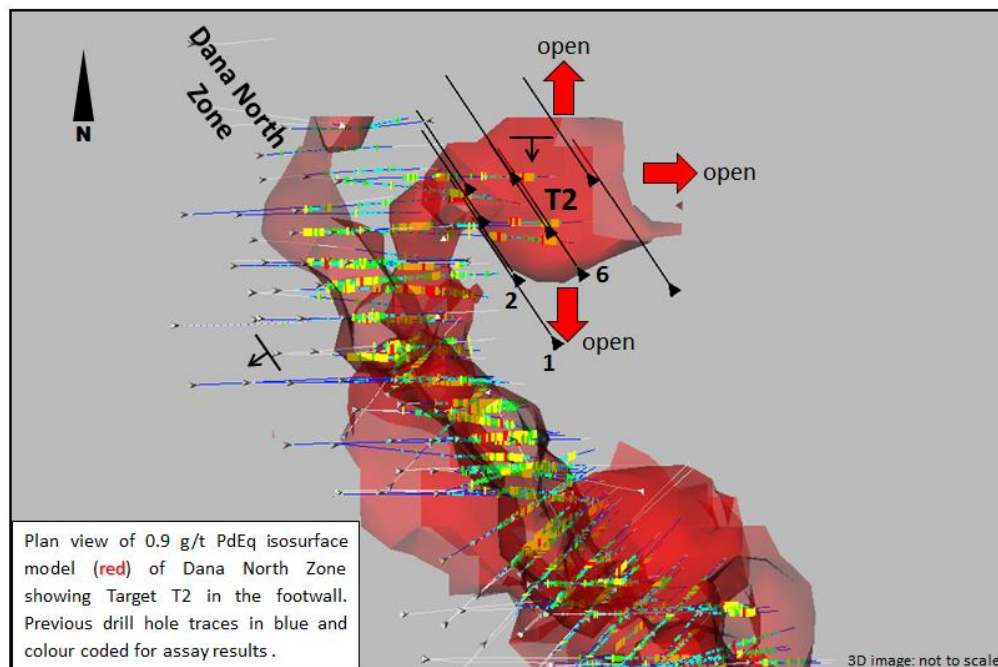 Dana North
Zone
N
open
T2
open
2
6
1
open
Plan view of 0.9 g/t PdEq isosurface
model (red) of Dana North Zone
showing Target T2 in the footwall.
Previous drill hole traces in blue and
colour coded for assay results .
3D image: not to scale